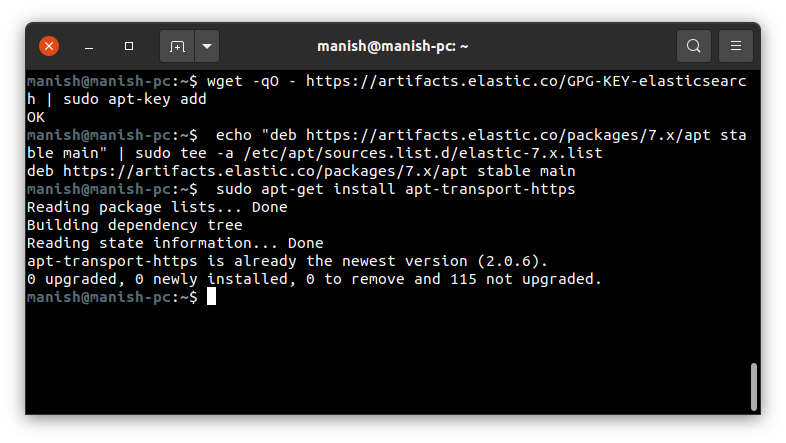 manish@manish-pc: ~
manish@manish-pc:~$ wget -qO - https://artifacts.elastic.co/GPG-KEY-elasticsearc
h | sudo apt-key add
OK
manish@manish-pc:~$  echo "deb https://artifacts.elastic.co/packages/7.x/apt sta
ble main" | sudo tee -a /etc/apt/sources.list.d/elastic-7.x.list
deb https://artifacts.elastic.co/packages/7.x/apt stable main
manish@manish-pc:~$  sudo apt-get install apt-transport-https
Reading package lists... Done
Building dependency tree
Reading state information... Done
apt-transport-https is already the newest version (2.0.6).
0 upgraded, 0 newly installed, 0 to remove and 115 not upgraded.
manish@manish-pc:~$